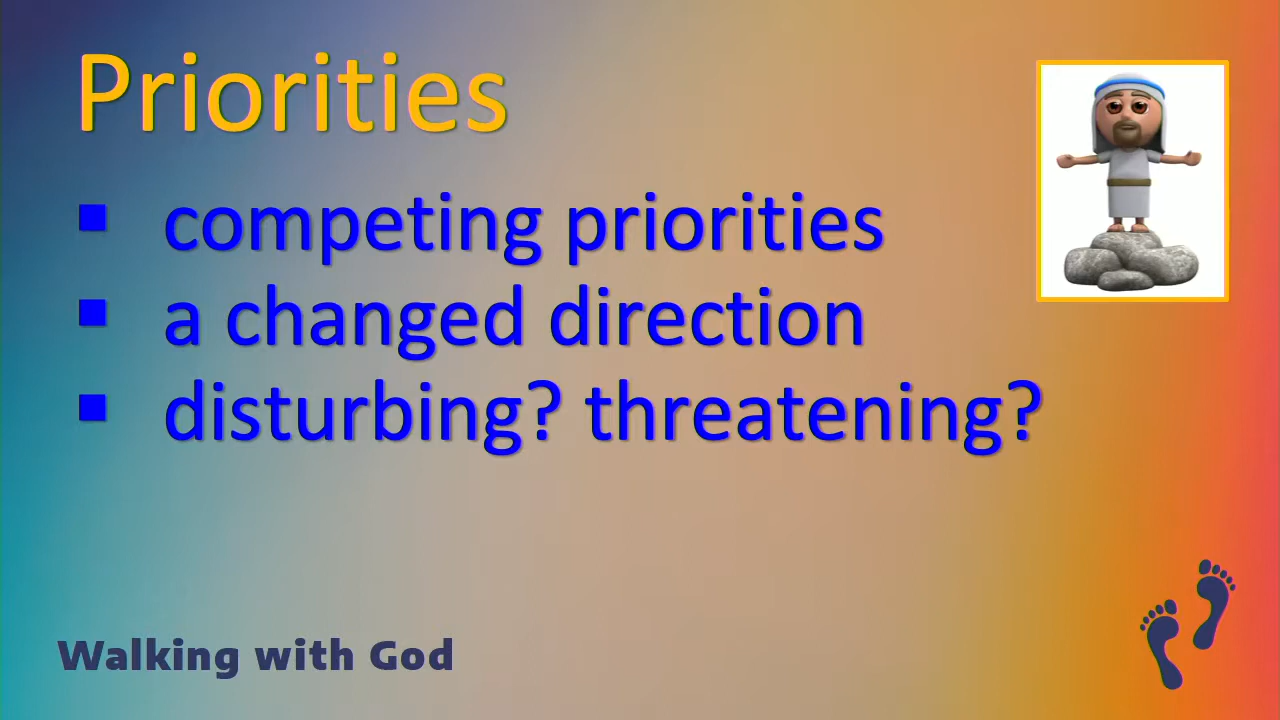 Priorities
▪ competing priorities
▪ a changed direction
▪ disturbing? threatening?
Walking with God